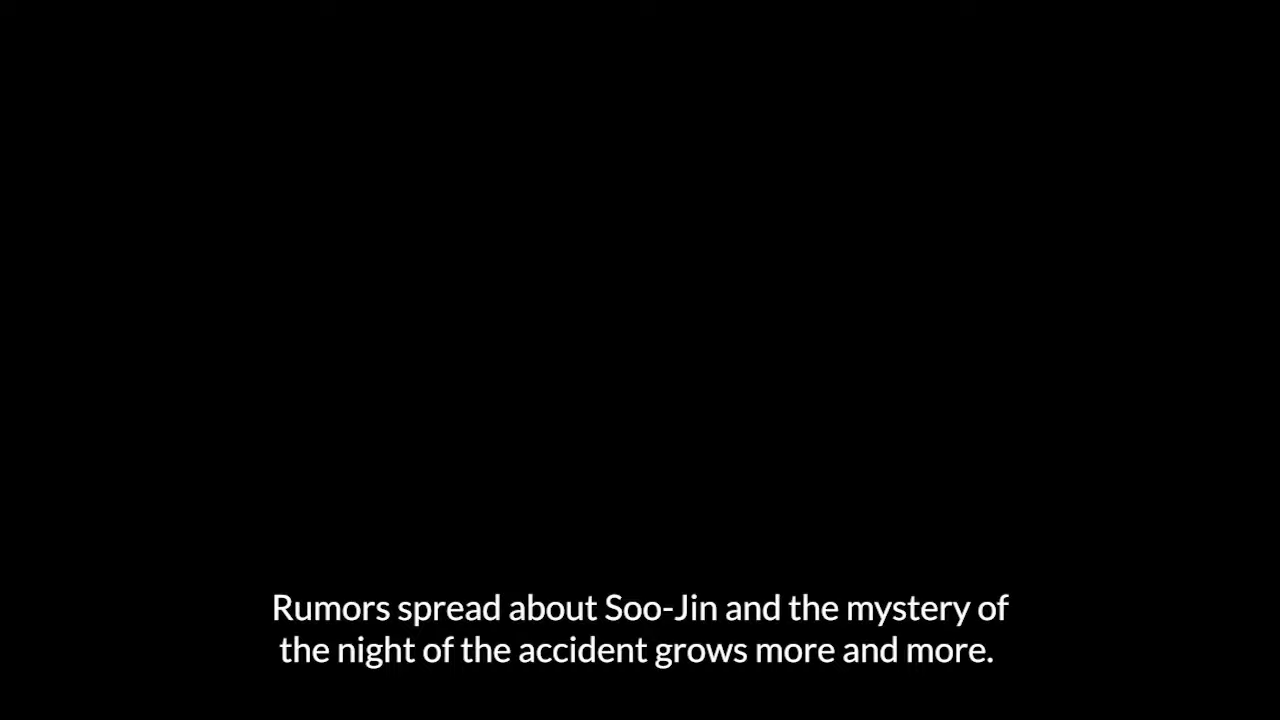 Rumors spread about Soo-Jin and the mystery of
the night of the accident grows more and more.